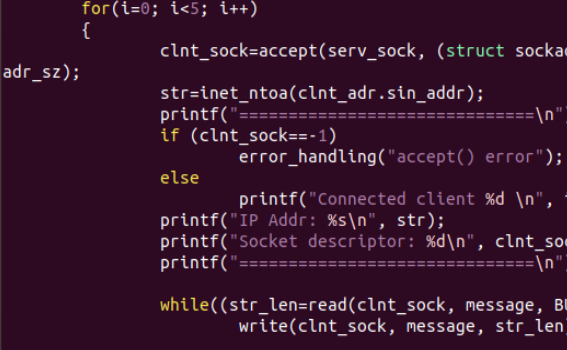 for(i=0; i<5; i++)
{
clnt_sock=accept(serv_sock, (struct
adr_sz);
str=inet_ntoa(clnt_adr.sin_addr);
printf("==============================\n"
if (clnt_sock==-1)
error_handling("accept() error");
else
printf("Connected client %d \n",
printf("IP Addr: %s\n", str);
printf("Socket descriptor: %d\n",
printf("==============================\n"
while((str_len=read(clnt_sock, message,
write(clnt_sock, message, str_len